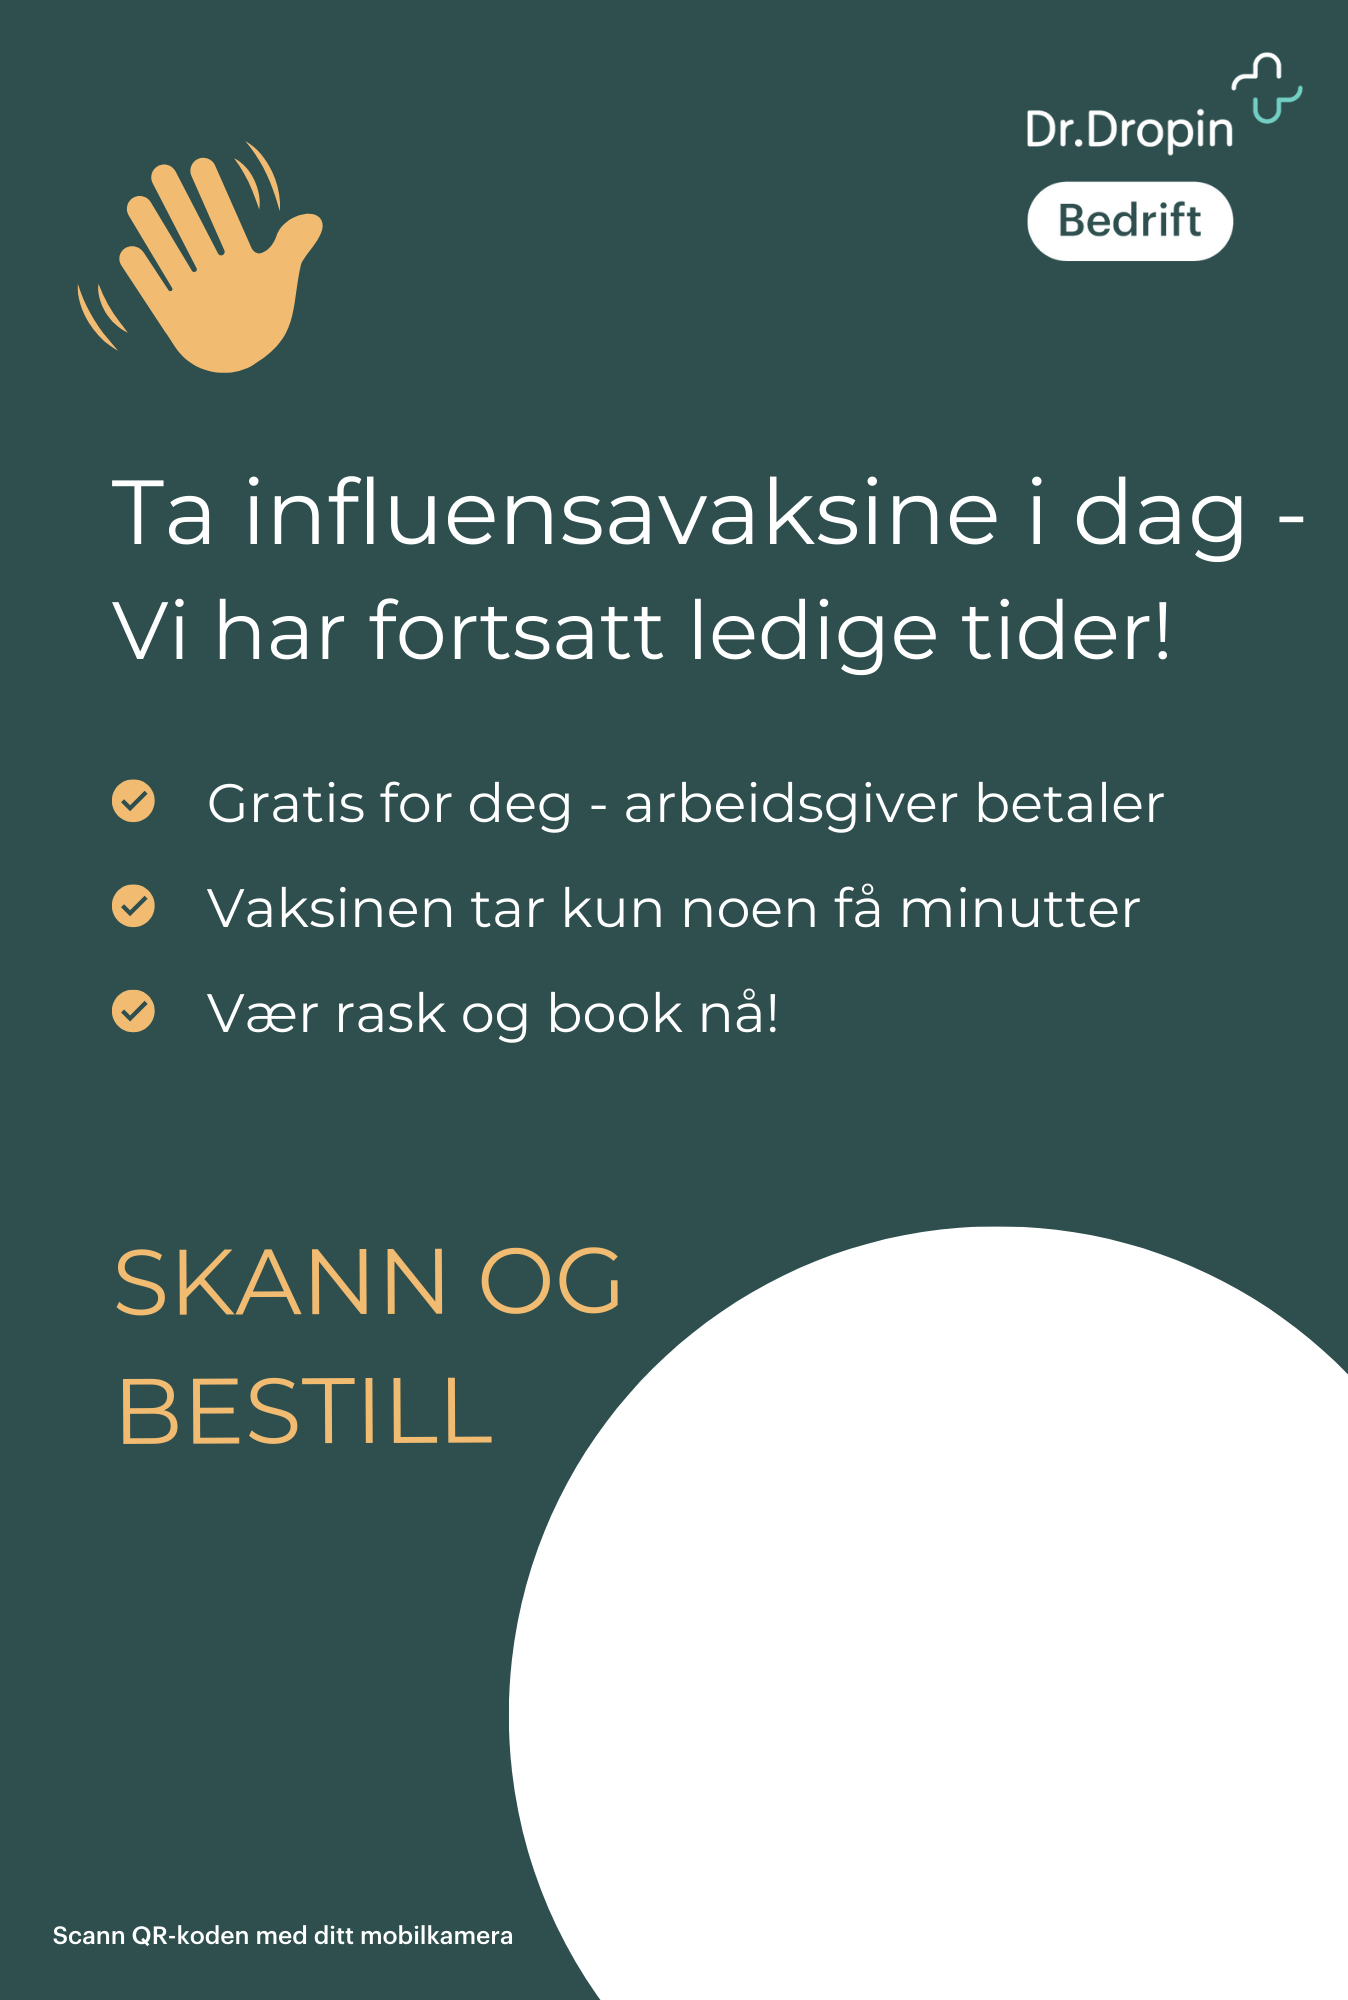 Dr.Dropin
Bedrift
Ta influensavaksine i dag -
Vi har fortsatt ledige tider!
Gratis for deg - arbeidsgiver betaler
Vaksinen tar kun noen få minutter
Vær rask og book nå!
SKANN OG
BESTILL
Scann QR-koden med ditt mobilkamera